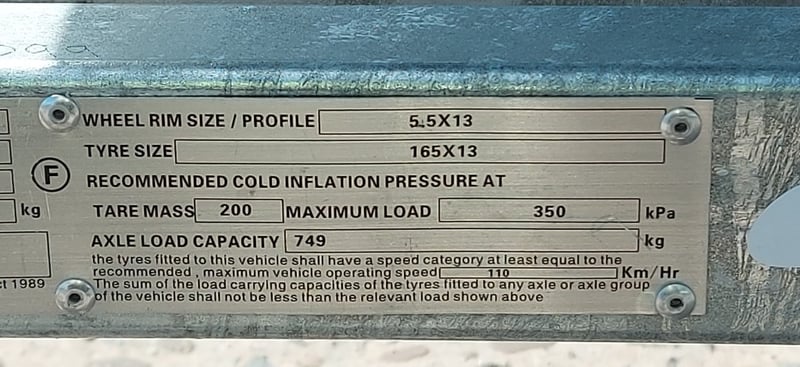 WHEEL RIM SIZE / PROFILE 5.5X13
TYRE SIZE 165X13
F RECOMMENDED COLD INFLATION PRESSURE AT
kg TARE MASS 200 MAXIMUM LOAD 350 kPa
AXLE LOAD CAPACITY 749 kg
the tyres fitted to this vehicle shall have a speed category at least equal to the
recommended , maximum vehicle operating speed 110 Km/Hr
ct 1989 The sum of the load carrying capacities of the tyres fitted to any axle or axle group
of the vehicle shall not be less than the relevant load shown above